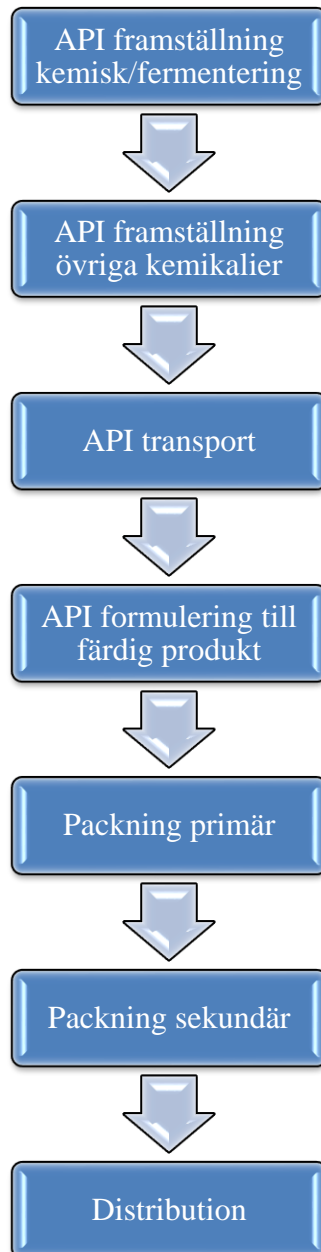 API framställning
kemisk/fermentering
API framställning
övriga kemikalier
API transport
API formulering till
färdig produkt
Packning primär
Packning sekundär
Distribution